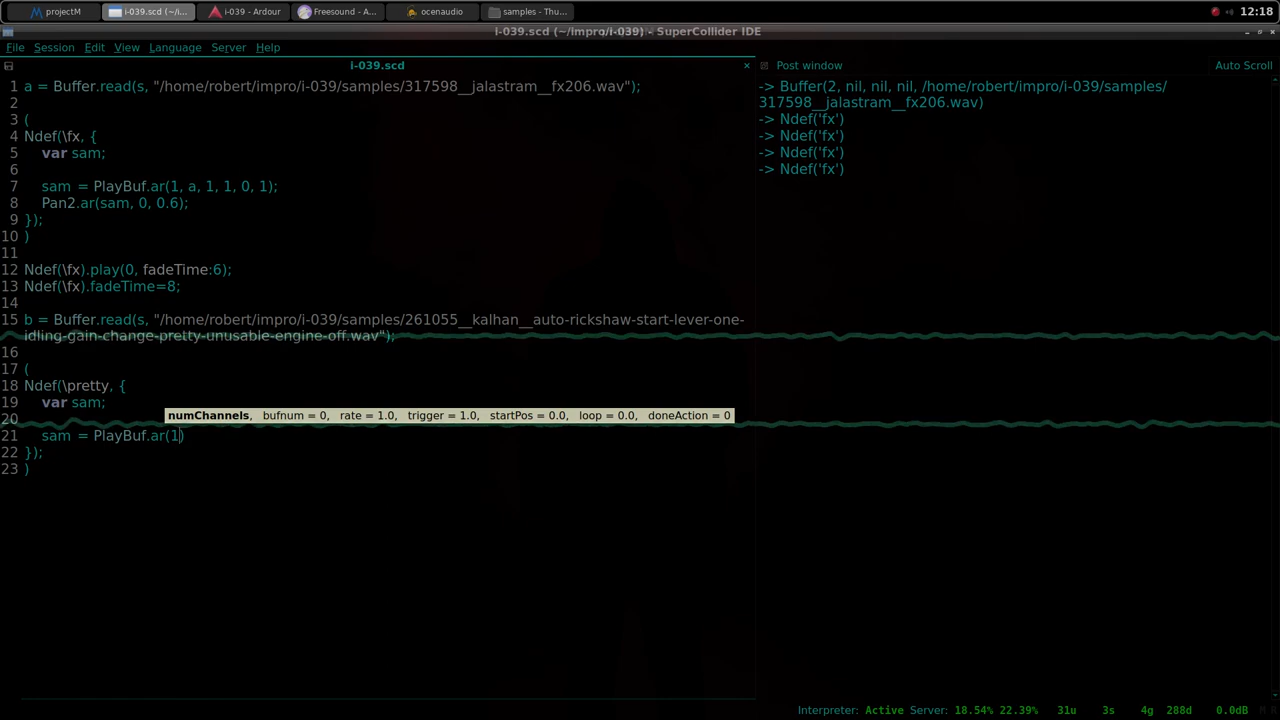 projectM
i-039.scd (~/i...
i-039 - Ardour
Freesound - A...
ocenaudio
samples - Thu...
12:18
i-039.scd (~/impro/i-039) - SuperCollider IDE
File Session Edit View Language Server Help
i-039.scd
Post window
Auto Scroll
1 a = Buffer.read(s, "/home/robert/impro/i-039/samples/317598__jalastram__fx206.wav");
2
3 (
4 Ndef(\fx, {
5 var sam;
6
7 sam = PlayBuf.ar(1, a, 1, 1, 0, 1);
8 Pan2.ar(sam, 0, 0.6);
9 });
10 )
11
12 Ndef(\fx).play(0, fadeTime:6);
13 Ndef(\fx).fadeTime=8;
14
15 b = Buffer.read(s, "/home/robert/impro/i-039/samples/261055__kalhan__auto-rickshaw-start-lever-one-
idling-gain-change-pretty-unusable-engine-off.wav");
16
17 (
18 Ndef(\pretty, {
19 var sam;
numChannels, bufnum = 0, rate = 1.0, trigger = 1.0, startPos = 0.0, loop = 0.0, doneAction = 0
20
21 sam = PlayBuf.ar(1)
22 });
23 )
-> Buffer(2, nil, nil, nil, /home/robert/impro/i-039/samples/
317598__jalastram__fx206.wav)
-> Ndef('fx')
-> Ndef('fx')
-> Ndef('fx')
-> Ndef('fx')
Interpreter: Active Server: 18.54% 22.39% 31u 3s 4g 288d 0.0dB